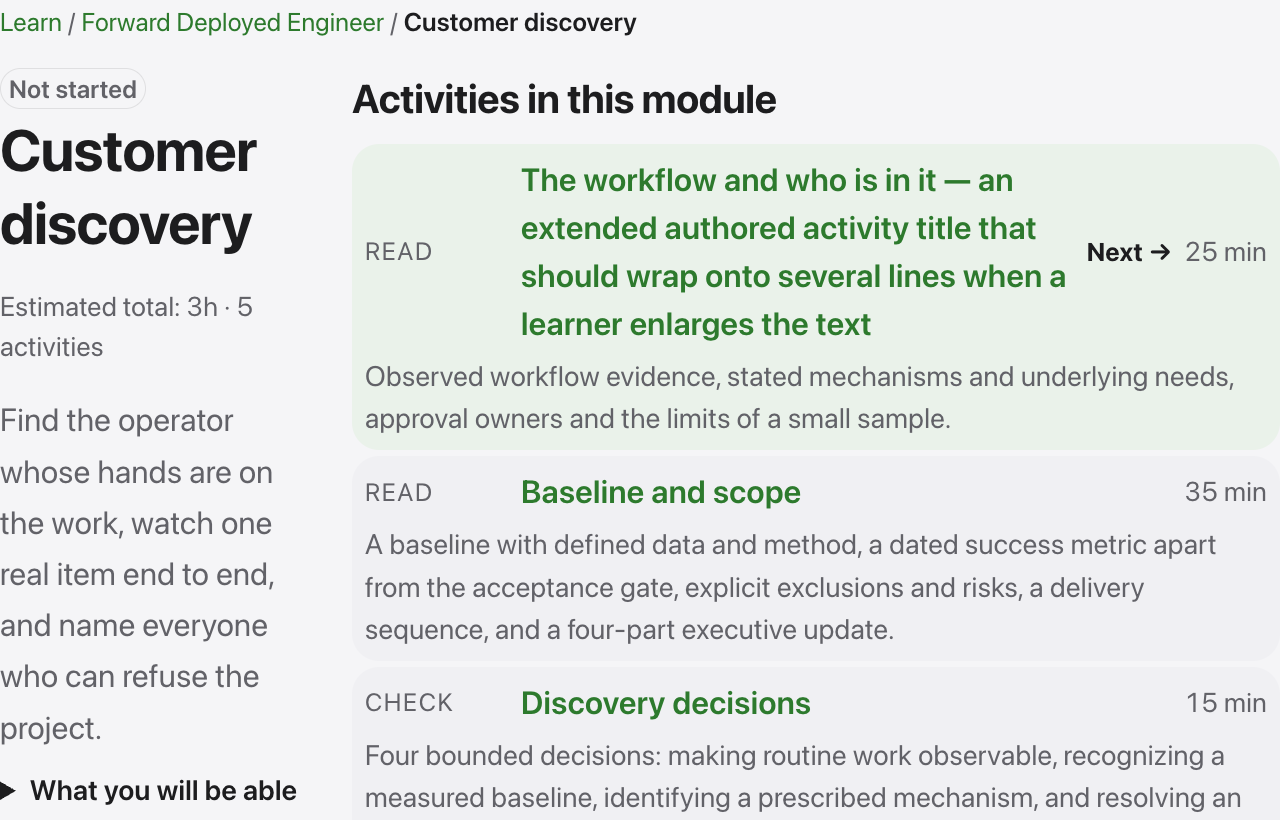 Learn / Forward Deployed Engineer / Customer discovery
Not started
Customer
discovery
Estimated total: 3h · 5
activities
Find the operator
whose hands are on
the work, watch one
real item end to end,
and name everyone
who can refuse the
project.
▶ What you will be able
Activities in this module
READ
The workflow and who is in it — an
extended authored activity title that
should wrap onto several lines when a
learner enlarges the text
Next → 25 min
Observed workflow evidence, stated mechanisms and underlying needs,
approval owners and the limits of a small sample.
READ Baseline and scope 35 min
A baseline with defined data and method, a dated success metric apart
from the acceptance gate, explicit exclusions and risks, a delivery
sequence, and a four-part executive update.
CHECK Discovery decisions 15 min
Four bounded decisions: making routine work observable, recognizing a
measured baseline, identifying a prescribed mechanism, and resolving an